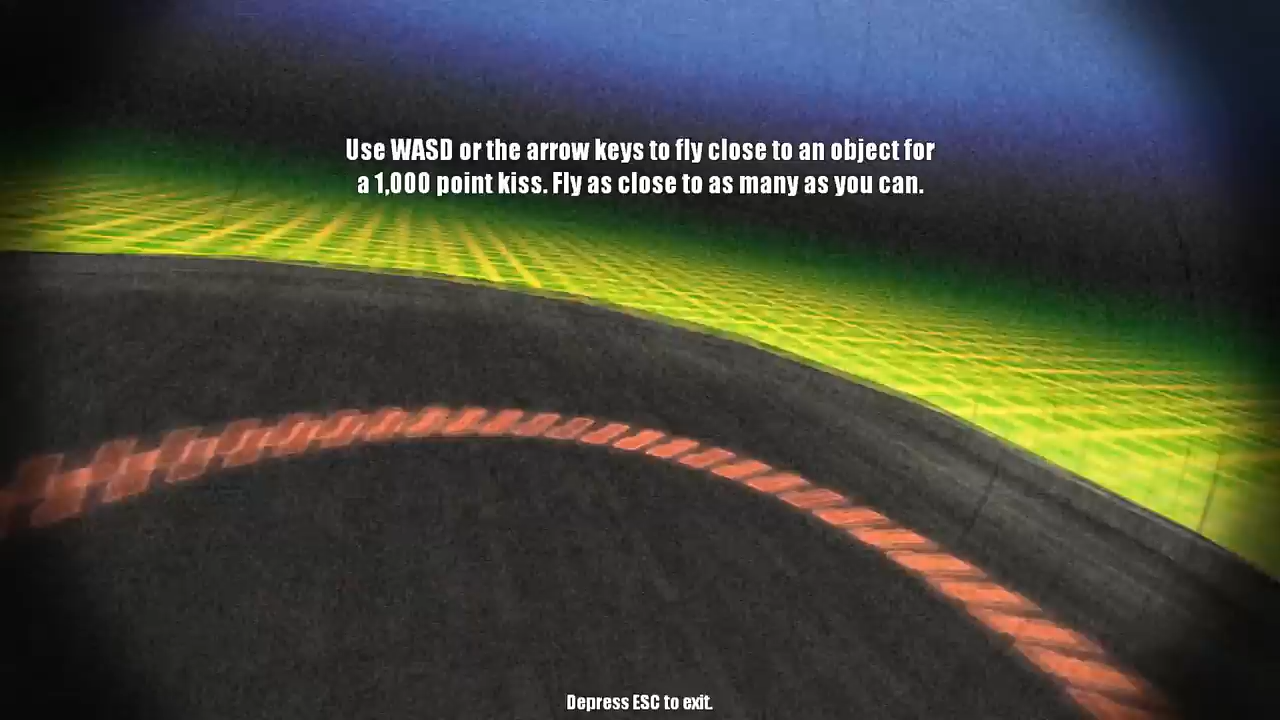 Use WASD or the arrow keys to fly close to an object for
a 1,000 point kiss. Fly as close to as many as you can.
Depress ESC to exit.